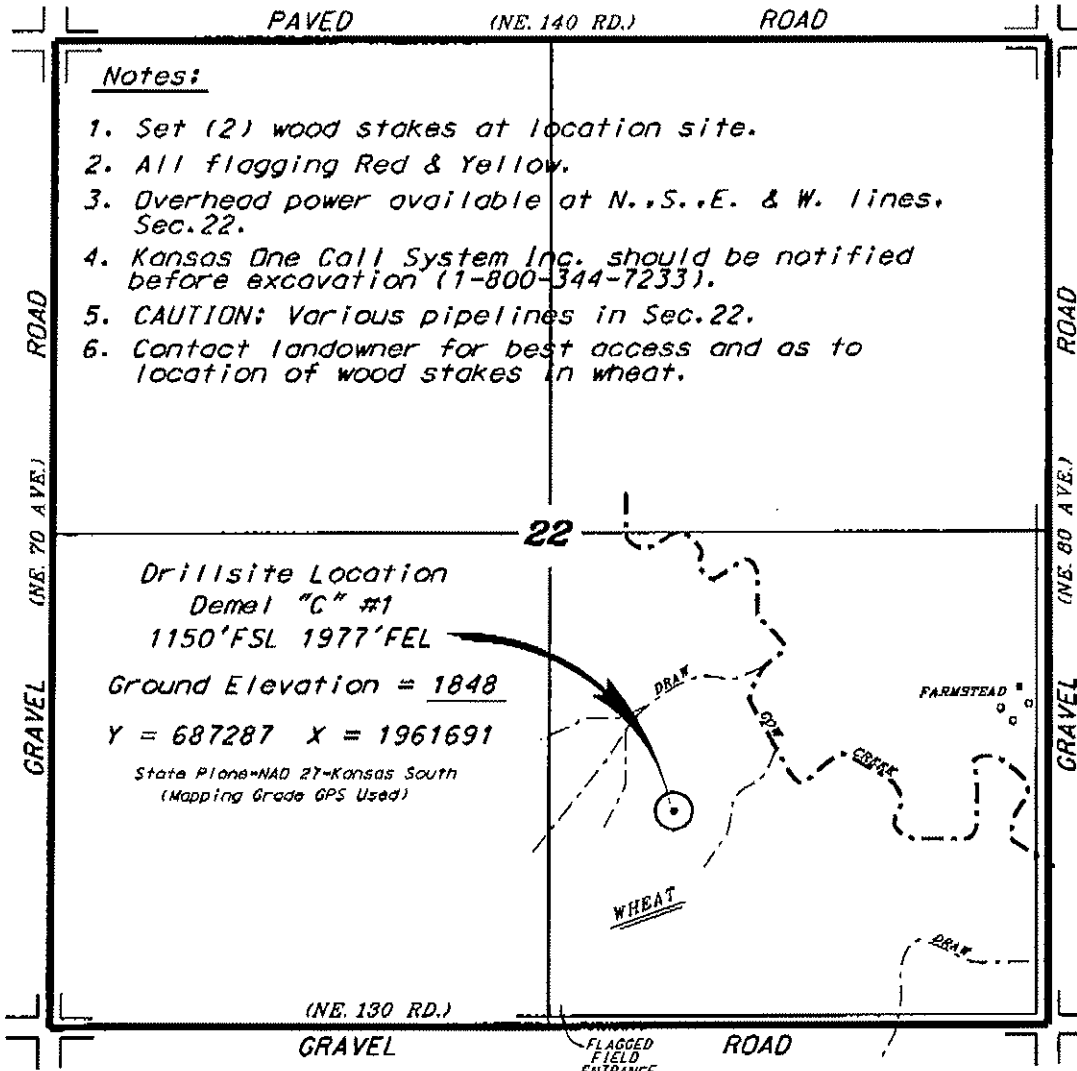 PAVED (NE. 140 RD.) ROAD
Notes:
1. Set (2) wood stakes at location site.
2. All flagging Red & Yellow.
3. Overhead power available at N.,S.,E. & W. lines,
Sec.22.
4. Kansas One Call System Inc. should be notified
before excavation (1-800-344-7233).
5. CAUTION: Various pipelines in Sec.22.
6. Contact landowner for best access and as to
location of wood stakes in wheat.
GRAVEL (NE. 70 AVE.) ROAD
GRAVEL (NE. 80 AVE.) ROAD
22
Drillsite Location
Demel "C" #1
1150'FSL 1977'FEL
Ground Elevation = 1848
Y = 687287 X = 1961691
State Plane-NAD 27-Kansas South
(Mapping Grade GPS Used)
DRAW
COW CREEK
FARMSTEAD
WHEAT
DRAW
(NE. 130 RD.)
GRAVEL ROAD
FLAGGED
FIELD
ENTRANCE